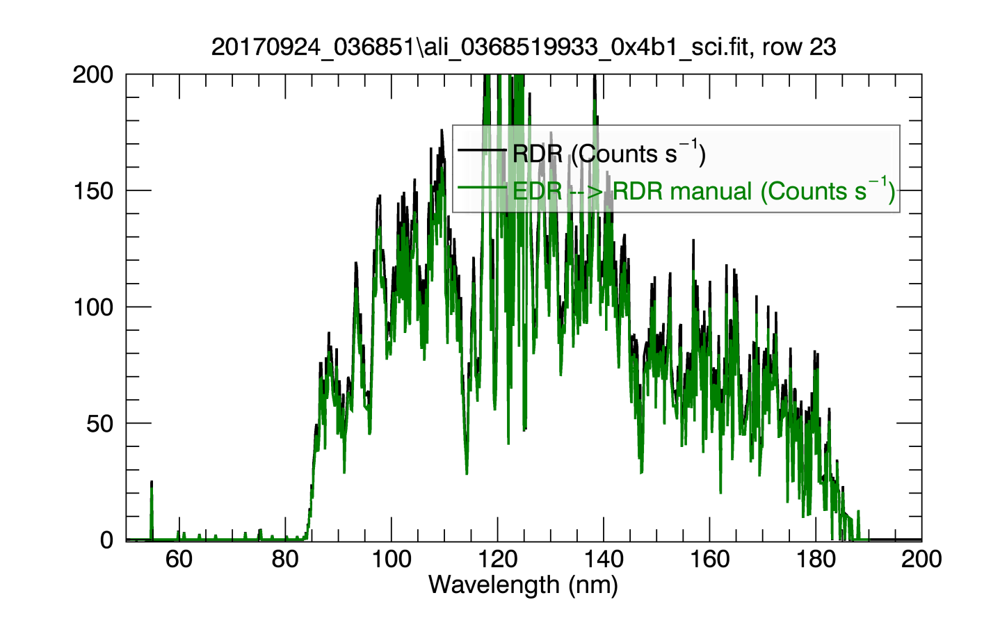 20170924_036851\ali_0368519933_0x4b1_sci.fit, row 23
200
RDR (Counts s⁻¹)
EDR --> RDR manual (Counts s⁻¹)
150
100
50
0
60 80 100 120 140 160 180 200
Wavelength (nm)